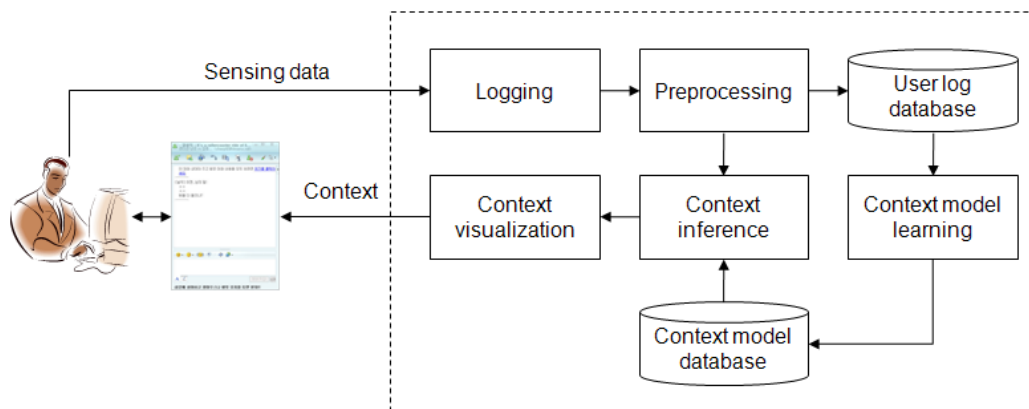 Sensing data
Logging
Preprocessing
User log
database
Context
Context
visualization
Context
inference
Context model
learning
Context model
database